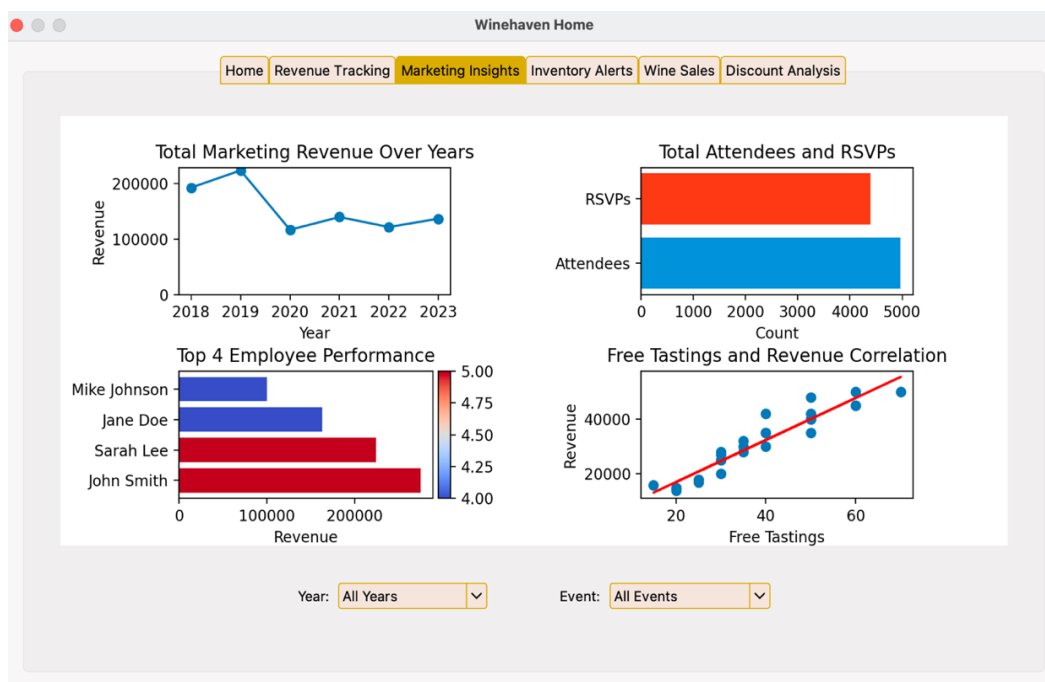 Winehaven Home
Home Revenue Tracking Marketing Insights Inventory Alerts Wine Sales Discount Analysis
Total Marketing Revenue Over Years
200000
100000
0
Revenue
2018 2019 2020 2021 2022 2023
Year
Total Attendees and RSVPs
RSVPs
Attendees
0 1000 2000 3000 4000 5000
Count
Top 4 Employee Performance
Mike Johnson
Jane Doe
Sarah Lee
John Smith
0 100000 200000
Revenue
5.00
4.75
4.50
4.25
4.00
Free Tastings and Revenue Correlation
40000
20000
Revenue
20 40 60
Free Tastings
Year: All Years
Event: All Events